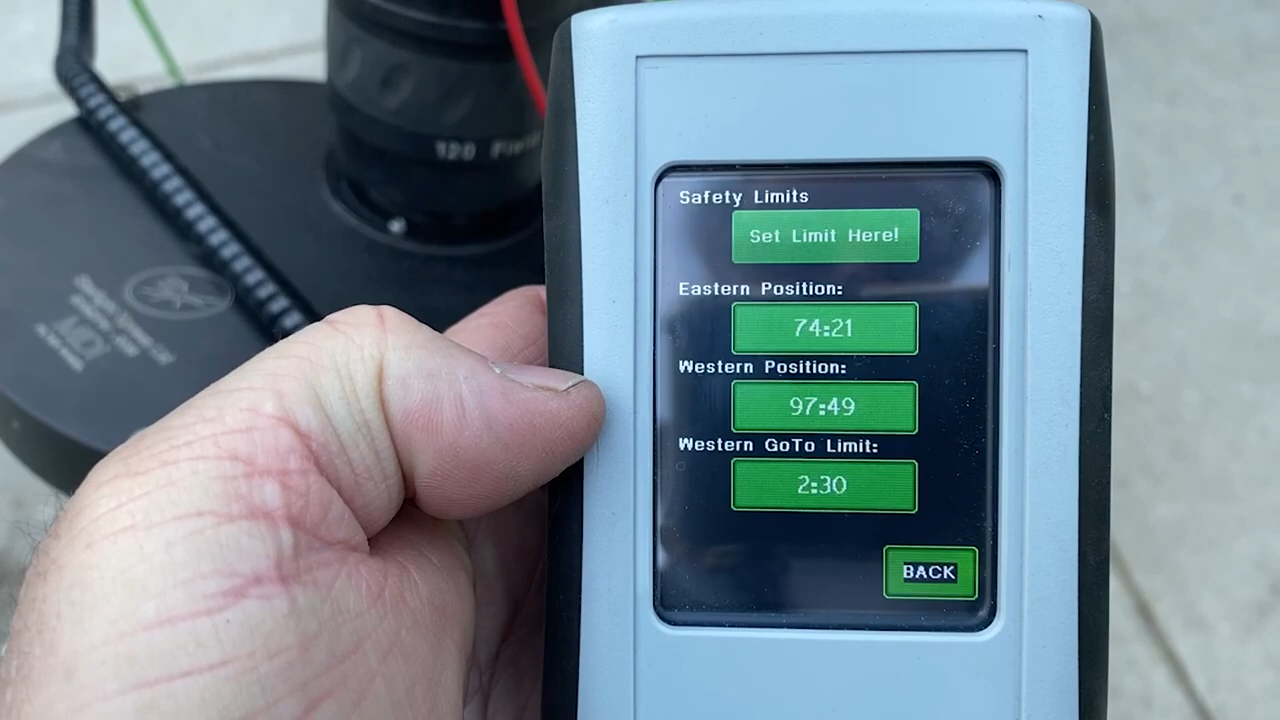 120
Safety Limits
Set Limit Here!
Eastern Position:
74:21
Western Position:
97:49
Western GoTo Limit:
2:30
BACK